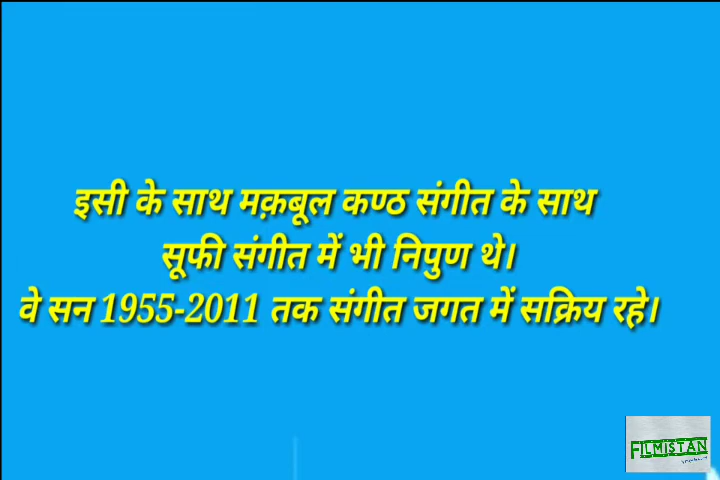 इसी के साथ मक़बूल कण्ठ संगीत के साथ
सूफी संगीत में भी निपुण थे।
वे सन 1955-2011 तक संगीत जगत में सक्रिय रहे।
FILMISTAN